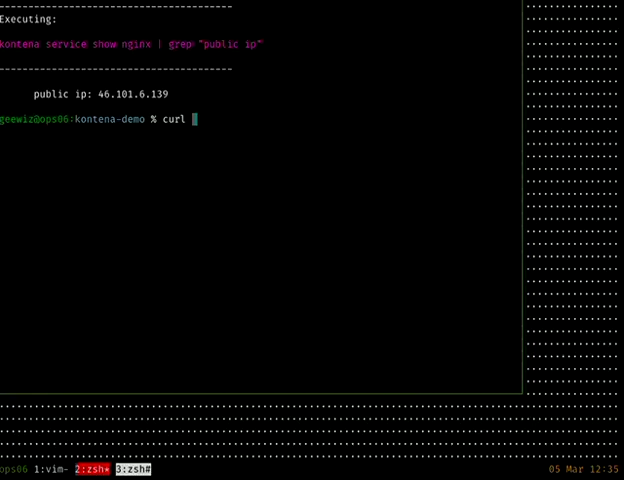 ----------------------------------------
Executing:
kontena service show nginx | grep "public ip"
----------------------------------------
public ip: 46.101.6.139
geewiz@ops06:kontena-demo % curl
ops06 1:vim- 2:zsh* 3:zsh# 05 Mar 12:35